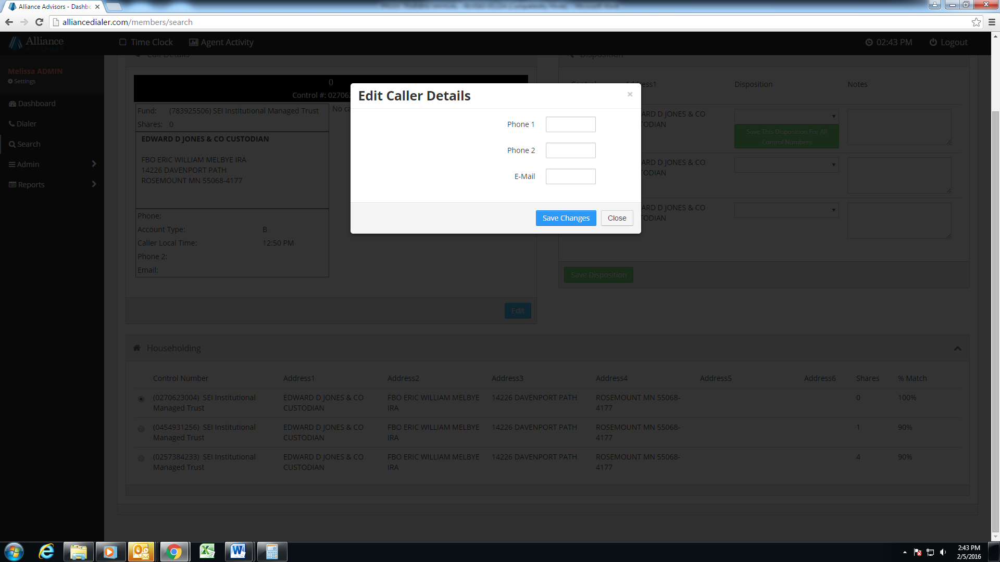 Alliance Advisors - Dashbo
alliancedialer.com/members/search
Alliance
Time Clock
Agent Activity
02:43 PM
Logout
Melissa ADMIN
Settings
Dashboard
Dialer
Search
Admin
Reports
Call Details
()
Control #: 02706
Fund: (783925506) SEI Institutional Managed Trust
Shares: 0
No ca
EDWARD D JONES & CO CUSTODIAN
FBO ERIC WILLIAM MELBYE IRA
14226 DAVENPORT PATH
ROSEMOUNT MN 55068-4177
Phone:
Account Type: B
Caller Local Time: 12:50 PM
Phone 2:
Email:
Edit
Edit Caller Details
×
Phone 1
Phone 2
E-Mail
Save Changes
Close
Disposition
Control Address1 Disposition Notes
ARD D JONES & CO
TODIAN
Save This Disposition For All
Control Numbers
ARD D JONES & CO
TODIAN
ARD D JONES & CO
TODIAN
Save Disposition
Householding
Control Number Address1 Address2 Address3 Address4 Address5 Address6 Shares % Match
(0270623004) SEI Institutional EDWARD D JONES & CO FBO ERIC WILLIAM MELBYE 14226 DAVENPORT PATH ROSEMOUNT MN 55068- 0 100%
Managed Trust CUSTODIAN IRA 4177
(0454931256) SEI Institutional EDWARD D JONES & CO FBO ERIC WILLIAM MELBYE 14226 DAVENPORT PATH ROSEMOUNT MN 55068- 1 90%
Managed Trust CUSTODIAN IRA 4177
(0257384233) SEI Institutional EDWARD D JONES & CO FBO ERIC WILLIAM MELBYE 14226 DAVENPORT PATH ROSEMOUNT MN 55068- 4 90%
Managed Trust CUSTODIAN IRA 4177
2:43 PM
2/5/2016